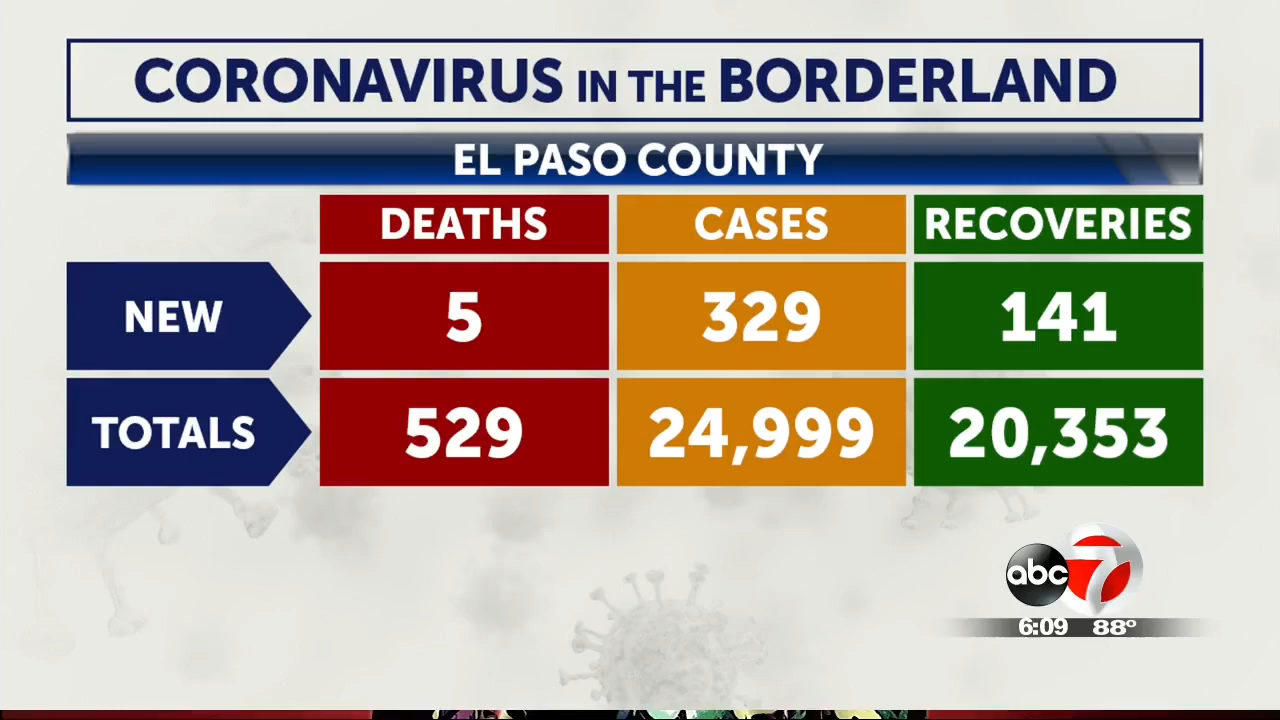 CORONAVIRUS IN THE BORDERLAND
EL PASO COUNTY
DEATHS CASES RECOVERIES
NEW 5 329 141
TOTALS 529 24,999 20,353
abc 7
6:09 88°